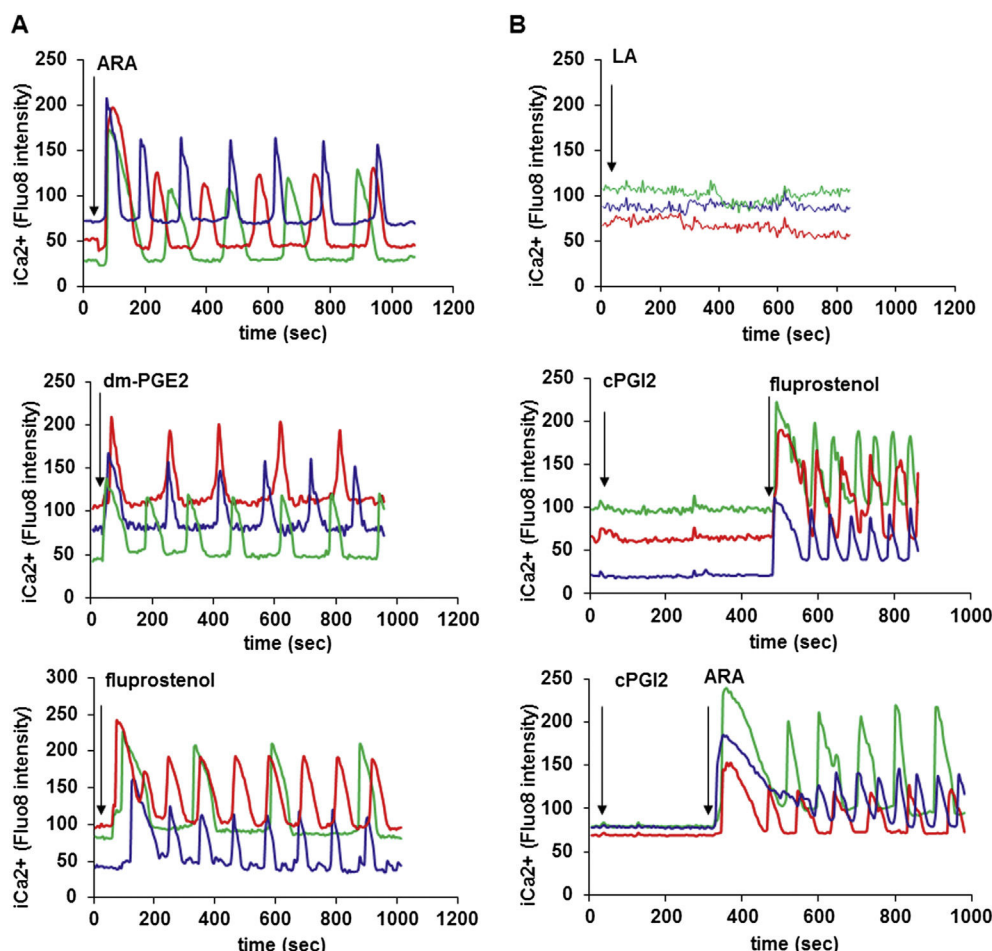 A
B
ARA
iCa2+ (Fluo8 intensity)
250
200
150
100
50
0
0 200 400 600 800 1000 1200
time (sec)
LA
iCa2+ (Fluo8 intensity)
250
200
150
100
50
0
0 200 400 600 800 1000 1200
time (sec)
dm-PGE2
iCa2+ (Fluo8 intensity)
250
200
150
100
50
0
0 200 400 600 800 1000 1200
time (sec)
cPGI2 fluprostenol
iCa2+ (Fluo8 intensity)
250
200
150
100
50
0
0 200 400 600 800 1000
time (sec)
fluprostenol
iCa2+ (Fluo8 intensity)
300
250
200
150
100
50
0
0 200 400 600 800 1000 1200
time (sec)
cPGI2 ARA
iCa2+ (Fluo8 intensity)
250
200
150
100
50
0
0 200 400 600 800 1000
time (sec)